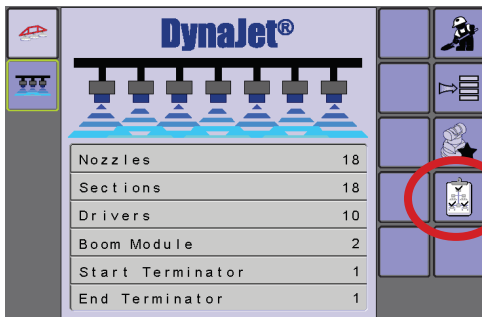 DynaJet®
Nozzles 18
Sections 18
Drivers 10
Boom Module 2
Start Terminator 1
End Terminator 1